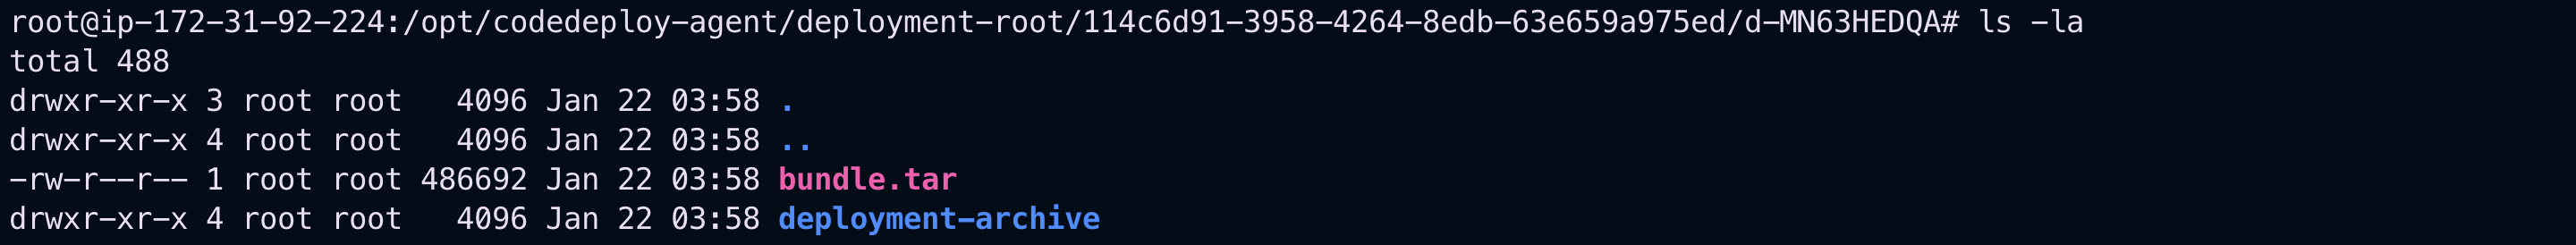 root@ip-172-31-92-224:/opt/codedeploy-agent/deployment-root/114c6d91-3958-4264-8edb-63e659a975ed/d-MN63HEDQA# ls -la
total 488
drwxr-xr-x 3 root root   4096 Jan 22 03:58 .
drwxr-xr-x 4 root root   4096 Jan 22 03:58 ..
-rw-r--r-- 1 root root 486692 Jan 22 03:58 bundle.tar
drwxr-xr-x 4 root root   4096 Jan 22 03:58 deployment-archive